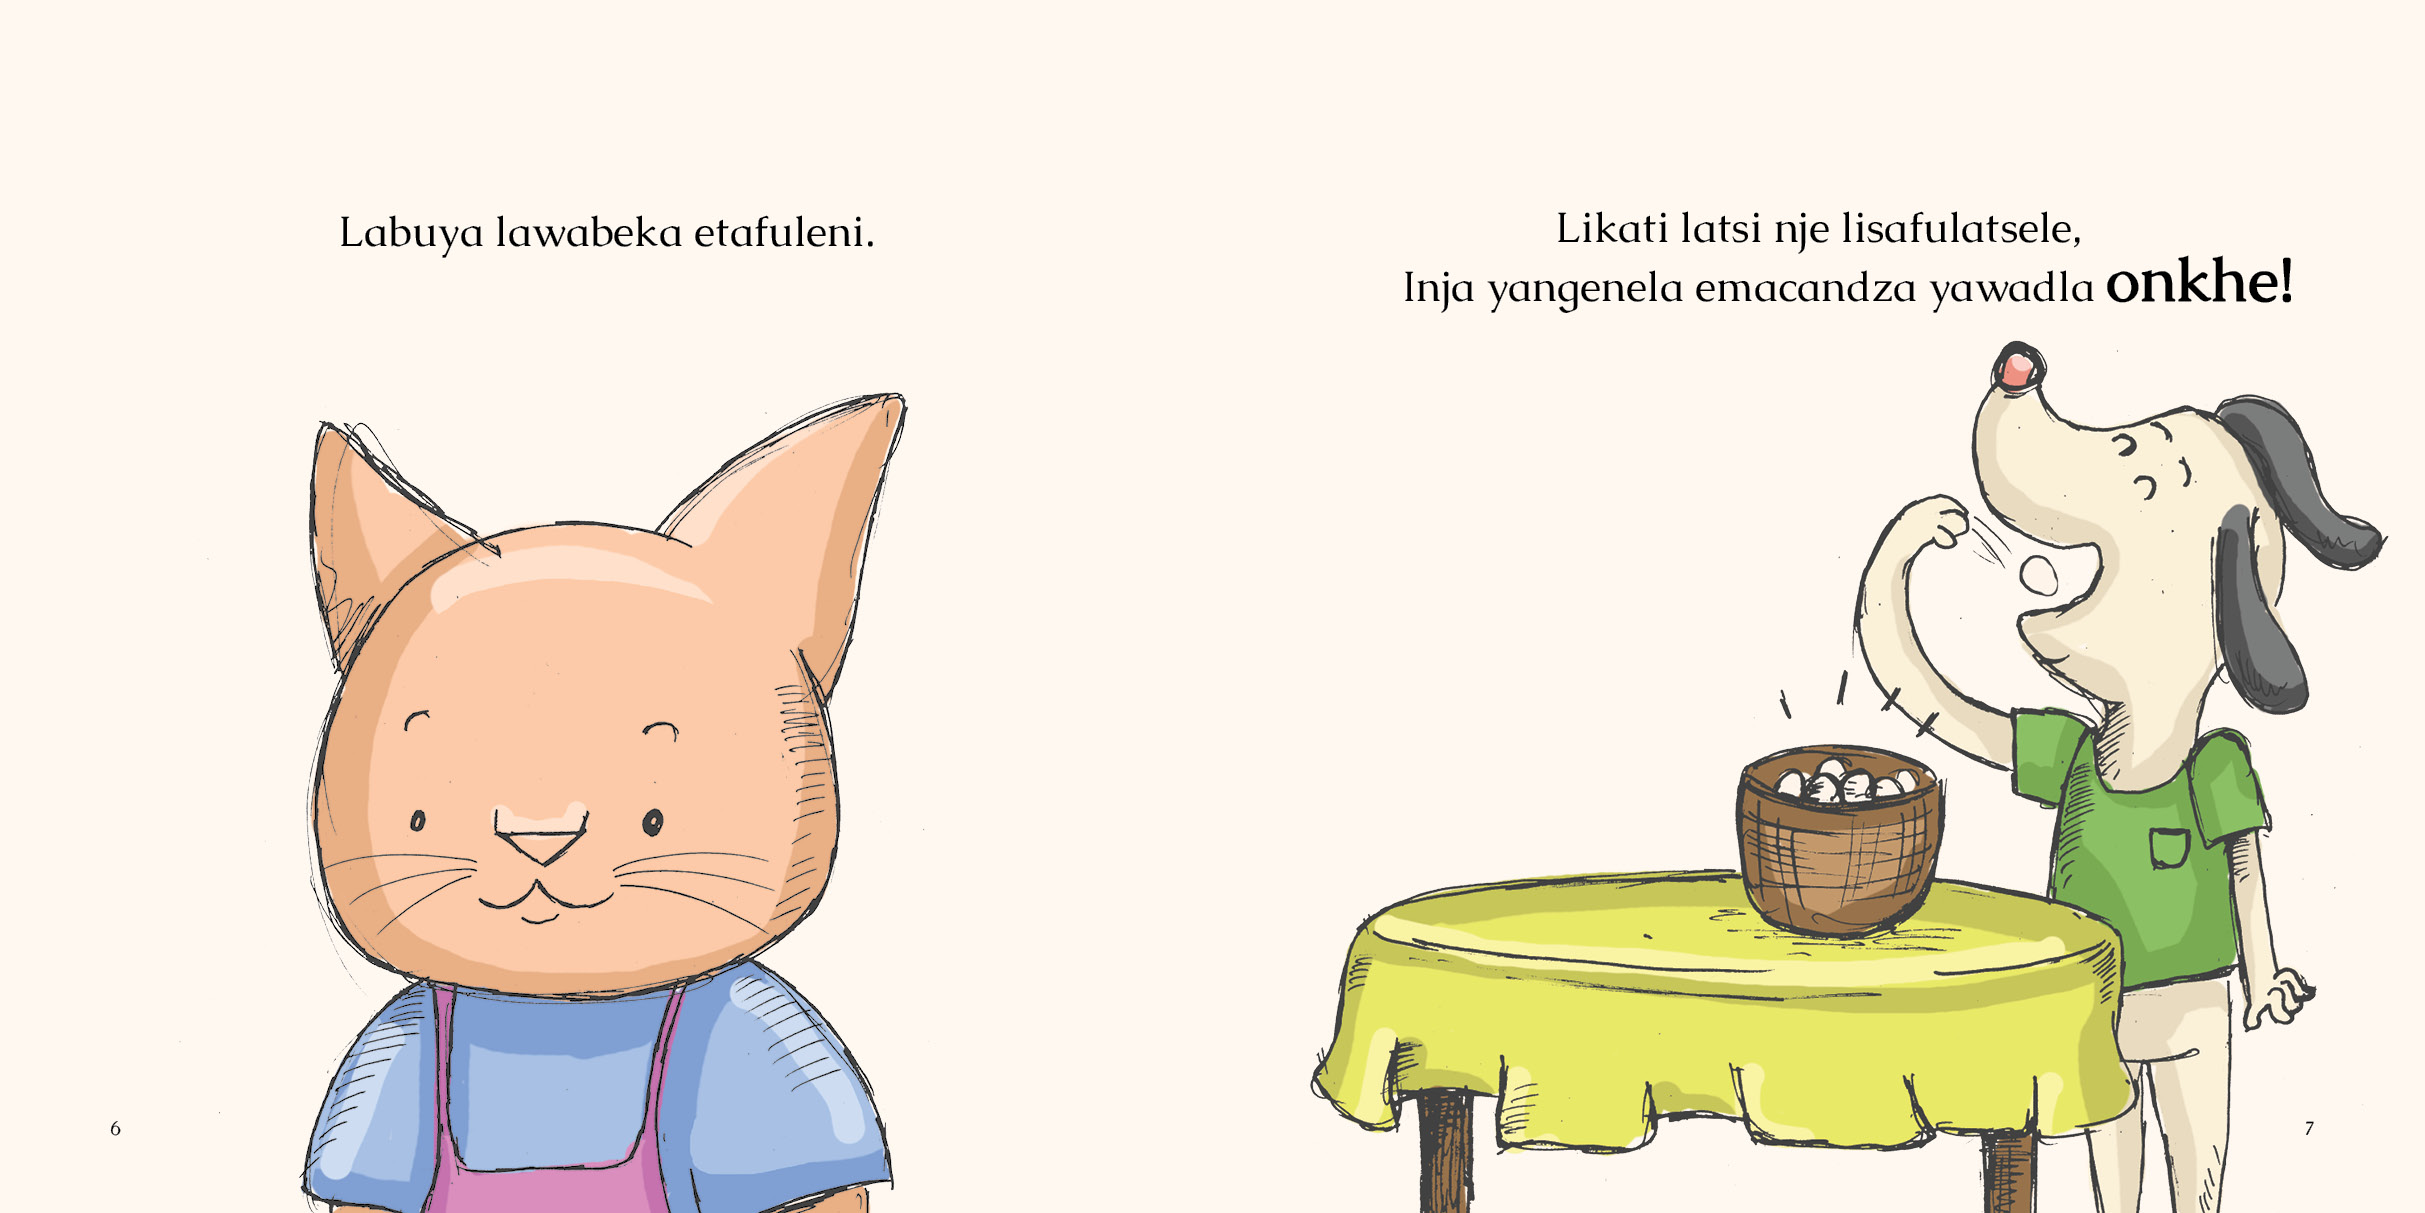 Labuya lawabeka etafuleni.
6
Likati latsi nje lisafulatsele,
Inja yangenela emacandza yawadla onkhe!
7